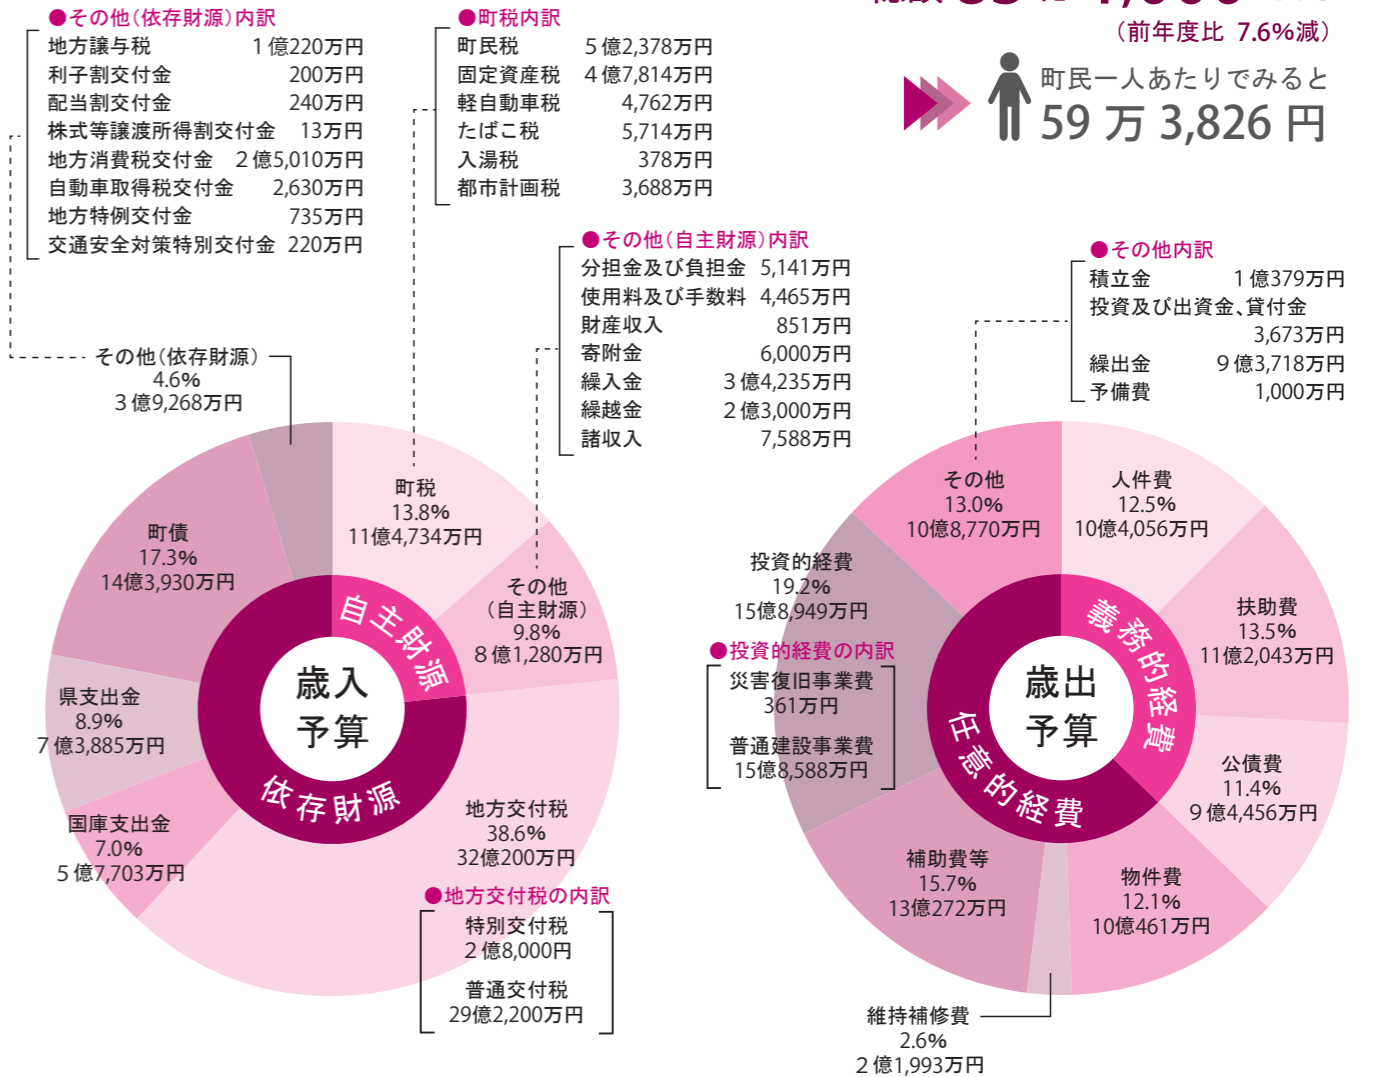 (前年度比 7.6%減)
町民一人あたりでみると
59 万 3,826 円
●その他(依存財源)内訳
地方譲与税 1億220万円
利子割交付金 200万円
配当割交付金 240万円
株式等譲渡所得割交付金 13万円
地方消費税交付金 2億5,010万円
自動車取得税交付金 2,630万円
地方特例交付金 735万円
交通安全対策特別交付金 220万円
●町税内訳
町民税 5億2,378万円
固定資産税 4億7,814万円
軽自動車税 4,762万円
たばこ税 5,714万円
入湯税 378万円
都市計画税 3,688万円
●その他(自主財源)内訳
分担金及び負担金 5,141万円
使用料及び手数料 4,465万円
財産収入 851万円
寄附金 6,000万円
繰入金 3億4,235万円
繰越金 2億3,000万円
諸収入 7,588万円
●その他内訳
積立金 1億379万円
投資及び出資金、貸付金
3,673万円
繰出金 9億3,718万円
予備費 1,000万円
その他(依存財源)
4.6%
3億9,268万円
町税
13.8%
11億4,734万円
その他
(自主財源)
9.8%
8億1,280万円
地方交付税
38.6%
32億200万円
●地方交付税の内訳
特別交付税
2億8,000円
普通交付税
29億2,200万円
国庫支出金
7.0%
5億7,703万円
県支出金
8.9%
7億3,885万円
町債
17.3%
14億3,930万円
自主財源
依存財源
歳入
予算
その他
13.0%
10億8,770万円
人件費
12.5%
10億4,056万円
扶助費
13.5%
11億2,043万円
公債費
11.4%
9億4,456万円
物件費
12.1%
10億461万円
維持補修費
2.6%
2億1,993万円
補助費等
15.7%
13億272万円
投資的経費
19.2%
15億8,949万円
●投資的経費の内訳
災害復旧事業費
361万円
普通建設事業費
15億8,588万円
義務的経費
任意的経費
歳出
予算